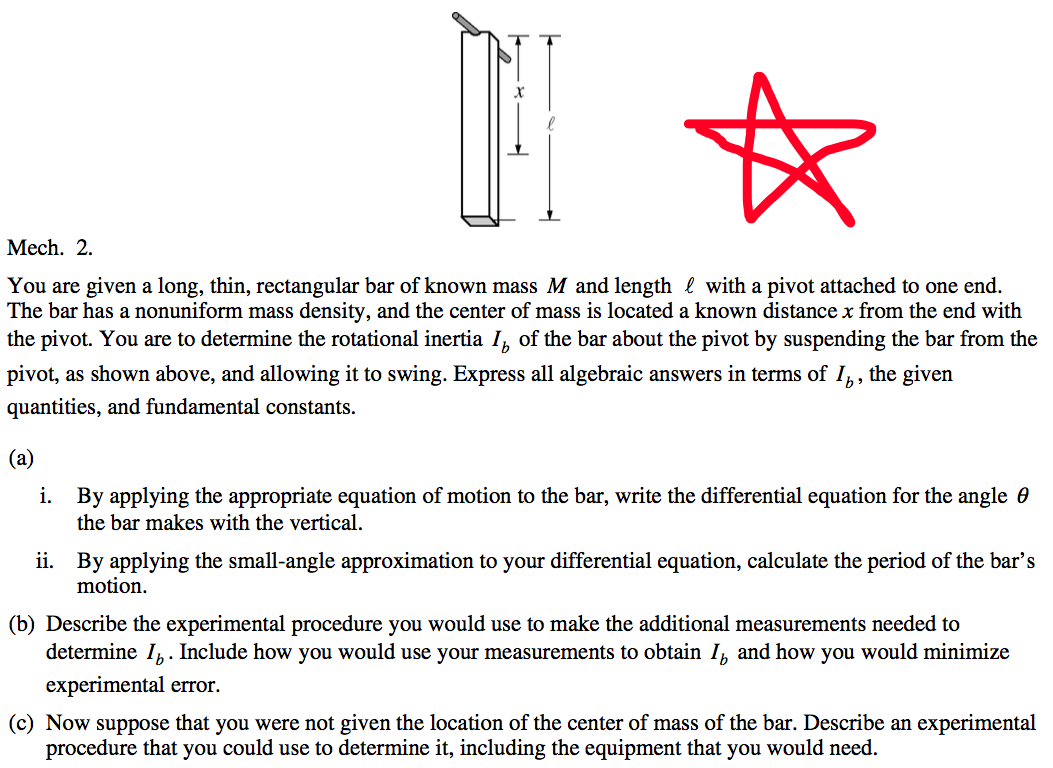 x
ℓ
Mech. 2.
You are given a long, thin, rectangular bar of known mass M and length ℓ with a pivot attached to one end.
The bar has a nonuniform mass density, and the center of mass is located a known distance x from the end with
the pivot. You are to determine the rotational inertia I_b of the bar about the pivot by suspending the bar from the
pivot, as shown above, and allowing it to swing. Express all algebraic answers in terms of I_b, the given
quantities, and fundamental constants.
(a)
i. By applying the appropriate equation of motion to the bar, write the differential equation for the angle θ
the bar makes with the vertical.
ii. By applying the small-angle approximation to your differential equation, calculate the period of the bar's
motion.
(b) Describe the experimental procedure you would use to make the additional measurements needed to
determine I_b. Include how you would use your measurements to obtain I_b and how you would minimize
experimental error.
(c) Now suppose that you were not given the location of the center of mass of the bar. Describe an experimental
procedure that you could use to determine it, including the equipment that you would need.